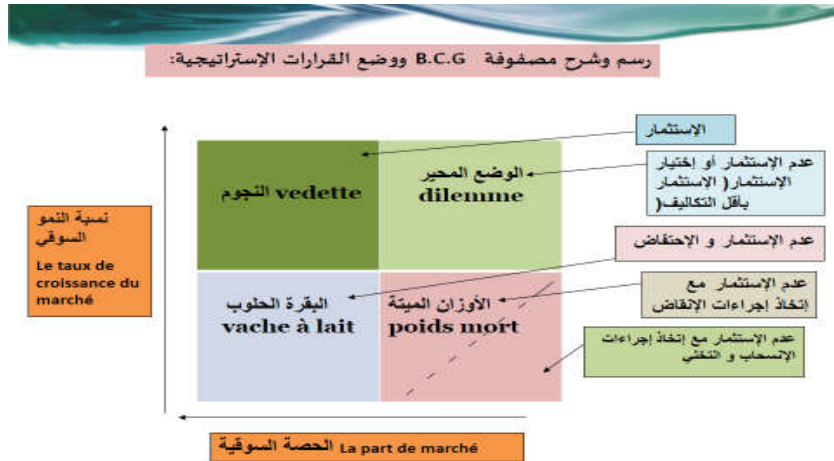 رسم وشرح مصفوفة B.C.G ووضع القرارات الإستراتيجية:
الإستثمار
النجوم vedette
الوضع المحير
dilemme
عدم الإستثمار أو إختيار
الإستثمار( الإستثمار
بأقل التكاليف(
نسبة النمو
السوقي
Le taux de
croissance du
marché
عدم الإستثمار و الإحتفاض
البقرة الحلوب
vache à lait
الأوزان الميتة
poids mort
عدم الإستثمار مع
إتخاذ إجراءات الإنقاض
عدم الإستثمار مع إتخاذ إجراءات
الإنسحاب و التخلي
الحصة السوقية La part de marché